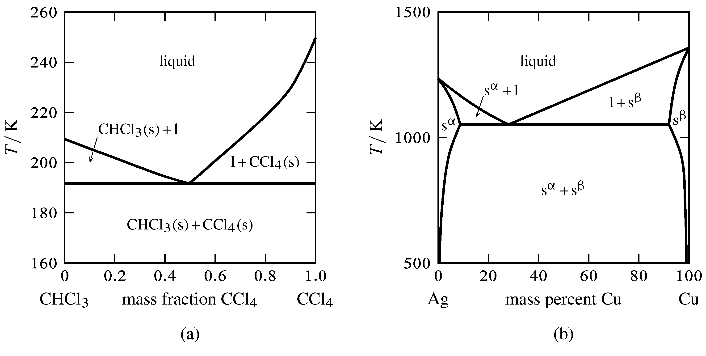 260
240
220
200
180
160
T/K
liquid
CHCl3(s)+l
l+CCl4(s)
CHCl3(s)+CCl4(s)
0 0.2 0.4 0.6 0.8 1.0
CHCl3 mass fraction CCl4 CCl4
(a)
1500
1000
500
T/K
liquid
sα+l
l+sβ
sα
sβ
sα+sβ
0 20 40 60 80 100
Ag mass percent Cu Cu
(b)